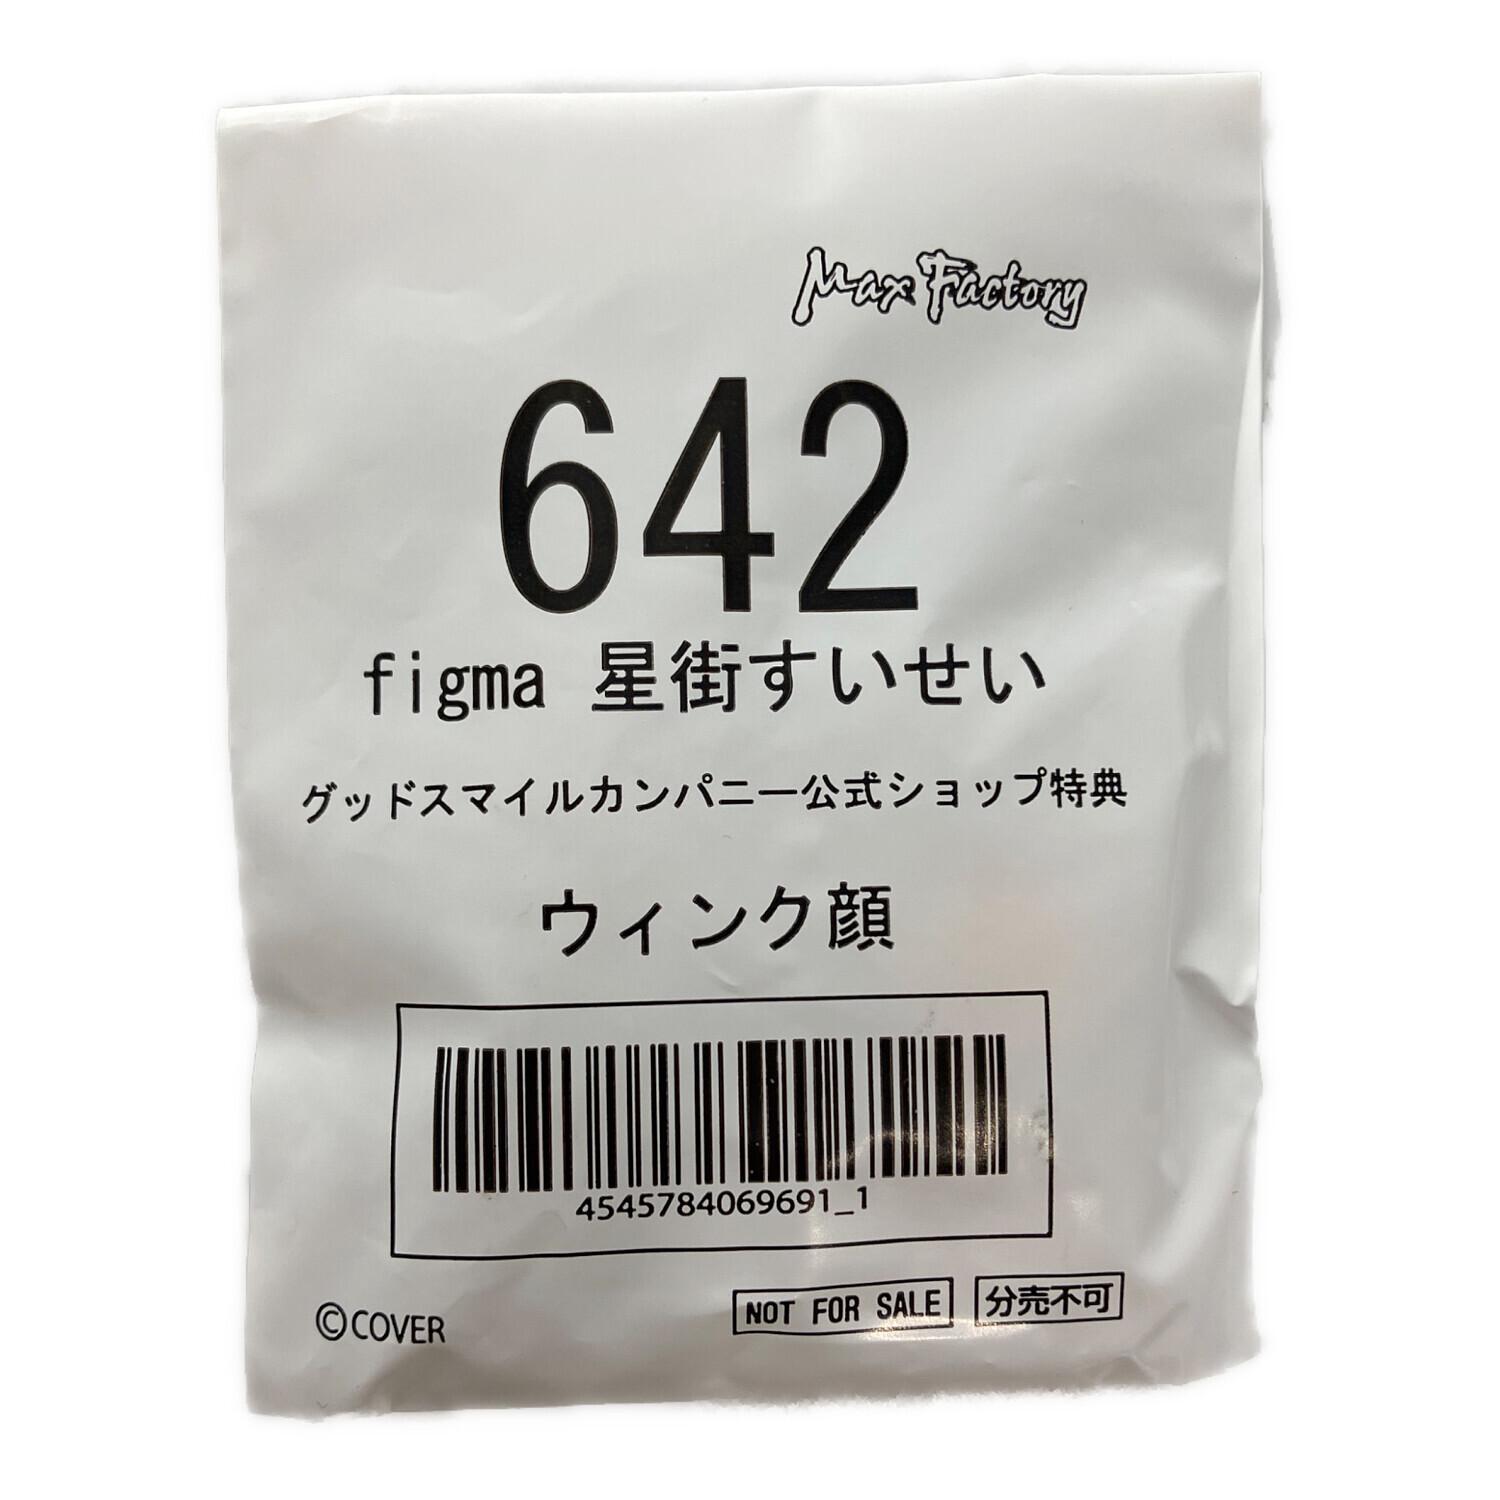 Max Factory
642
figma 星街すいせい
グッドスマイルカンパニー公式ショップ特典
ウィンク顔
4545784069691_1
©COVER
NOT FOR SALE
分売不可